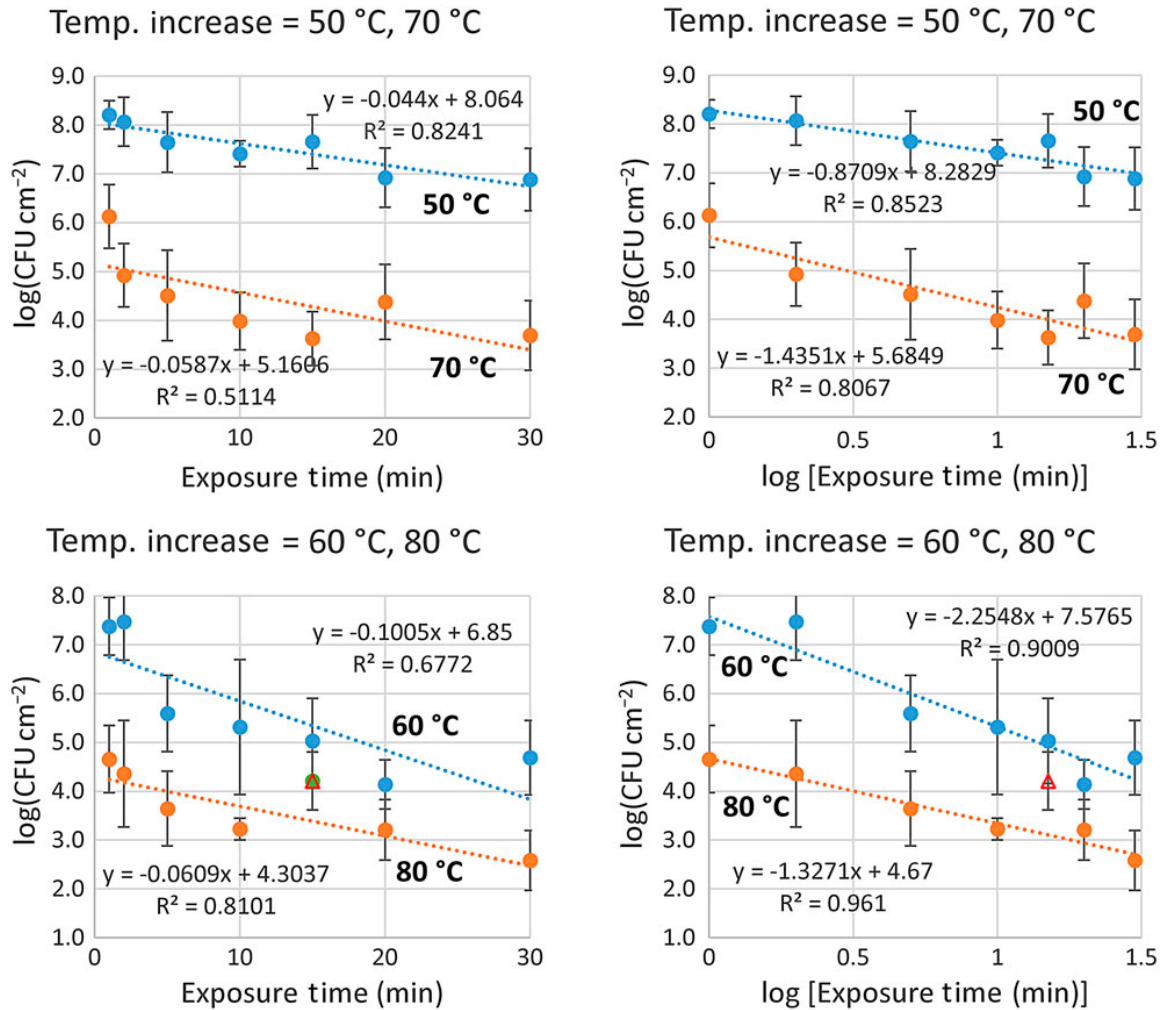 Temp. increase = 50 °C, 70 °C
9.0
8.0
7.0
6.0
5.0
4.0
3.0
2.0
log(CFU cm⁻²)
y = -0.044x + 8.064
R² = 0.8241
50 °C
y = -0.0587x + 5.1606
R² = 0.5114
70 °C
0 10 20 30
Exposure time (min)
Temp. increase = 50 °C, 70 °C
9.0
8.0
7.0
6.0
5.0
4.0
3.0
2.0
log(CFU cm⁻²)
50 °C
y = -0.8709x + 8.2829
R² = 0.8523
y = -1.4351x + 5.6849
R² = 0.8067
70 °C
0 0.5 1 1.5
log [Exposure time (min)]
Temp. increase = 60 °C, 80 °C
8.0
7.0
6.0
5.0
4.0
3.0
2.0
1.0
log(CFU cm⁻²)
y = -0.1005x + 6.85
R² = 0.6772
60 °C
y = -0.0609x + 4.3037
R² = 0.8101
80 °C
0 10 20 30
Exposure time (min)
Temp. increase = 60 °C, 80 °C
8.0
7.0
6.0
5.0
4.0
3.0
2.0
1.0
log(CFU cm⁻²)
y = -2.2548x + 7.5765
R² = 0.9009
60 °C
80 °C
y = -1.3271x + 4.67
R² = 0.961
0 0.5 1 1.5
log [Exposure time (min)]